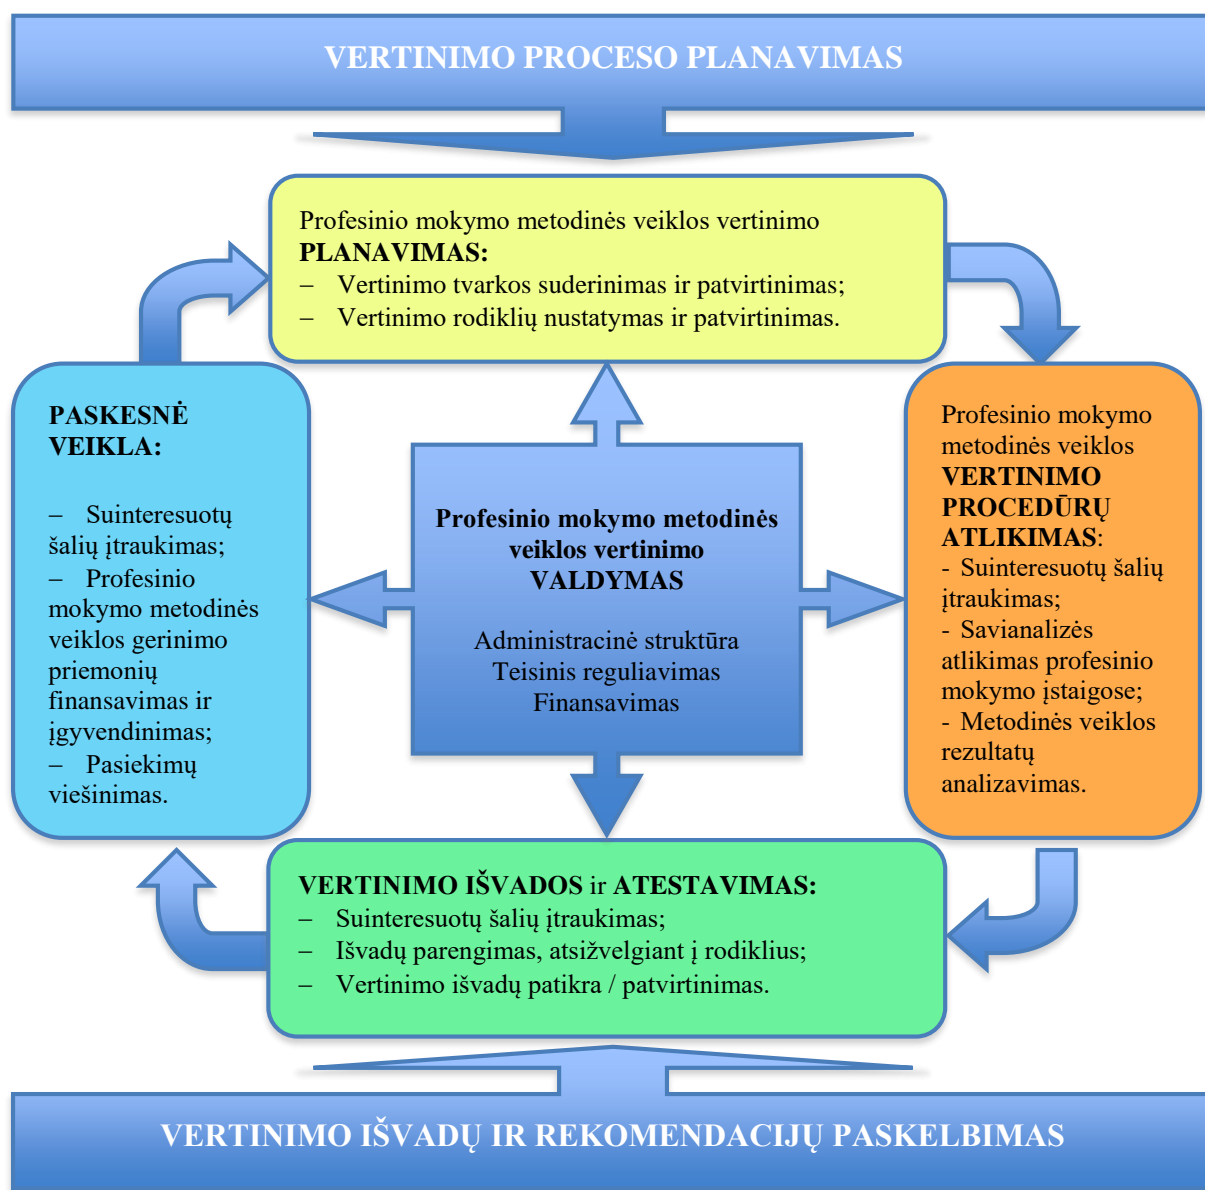 VERTINIMO PROCESO PLANAVIMAS
Profesinio mokymo metodinės veiklos vertinimo
PLANAVIMAS:
– Vertinimo tvarkos suderinimas ir patvirtinimas;
– Vertinimo rodiklių nustatymas ir patvirtinimas.
PASKESNĖ
VEIKLA:
– Suinteresuotų
šalių įtraukimas;
– Profesinio
mokymo metodinės
veiklos gerinimo
priemonių
finansavimas ir
įgyvendinimas;
– Pasiekimų
viešinimas.
Profesinio mokymo metodinės
veiklos vertinimo
VALDYMAS
Administracinė struktūra
Teisinis reguliavimas
Finansavimas
Profesinio mokymo
metodinės veiklos
VERTINIMO
PROCEDŪRŲ
ATLIKIMAS:
- Suinteresuotų šalių
įtraukimas;
- Savianalizės
atlikimas profesinio
mokymo įstaigose;
- Metodinės veiklos
rezultatų
analizavimas.
VERTINIMO IŠVADOS ir ATESTAVIMAS:
– Suinteresuotų šalių įtraukimas;
– Išvadų parengimas, atsižvelgiant į rodiklius;
– Vertinimo išvadų patikra / patvirtinimas.
VERTINIMO IŠVADŲ IR REKOMENDACIJŲ PASKELBIMAS